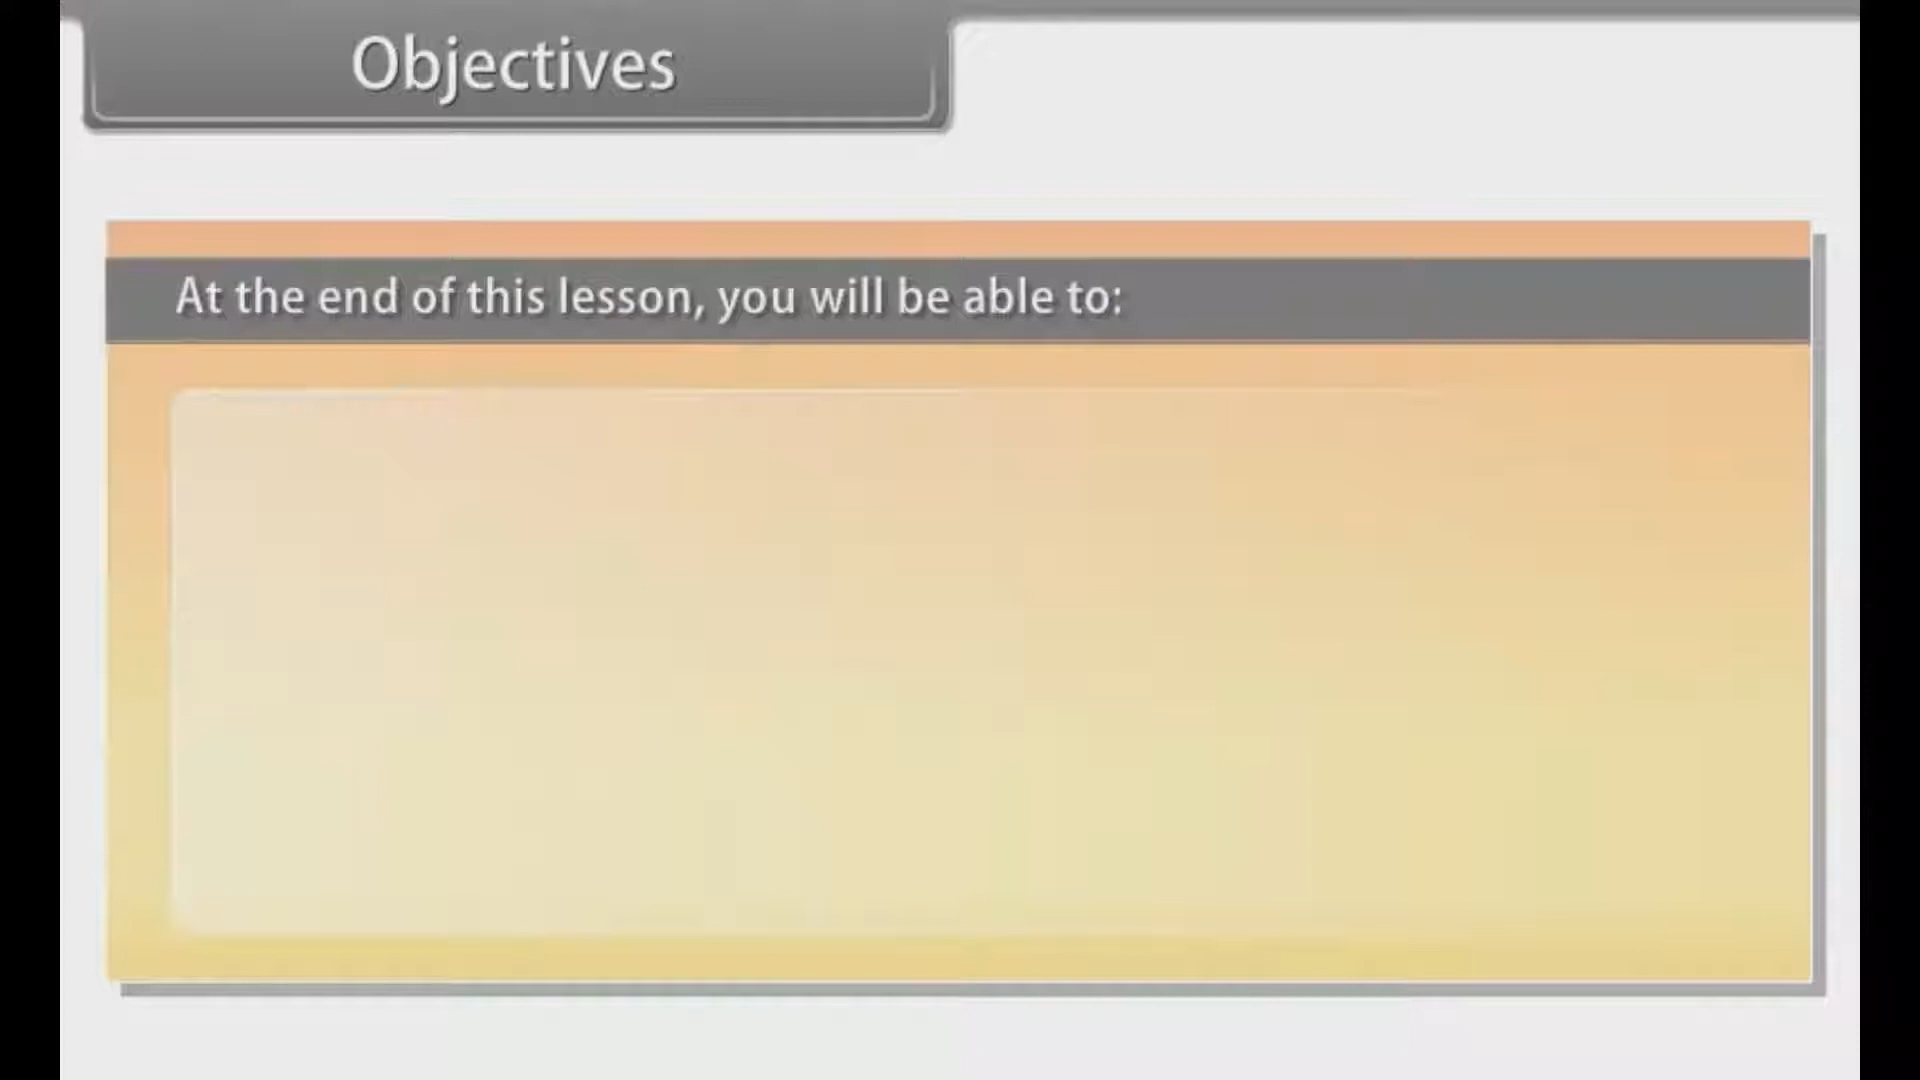 Objectives
At the end of this lesson, you will be able to: